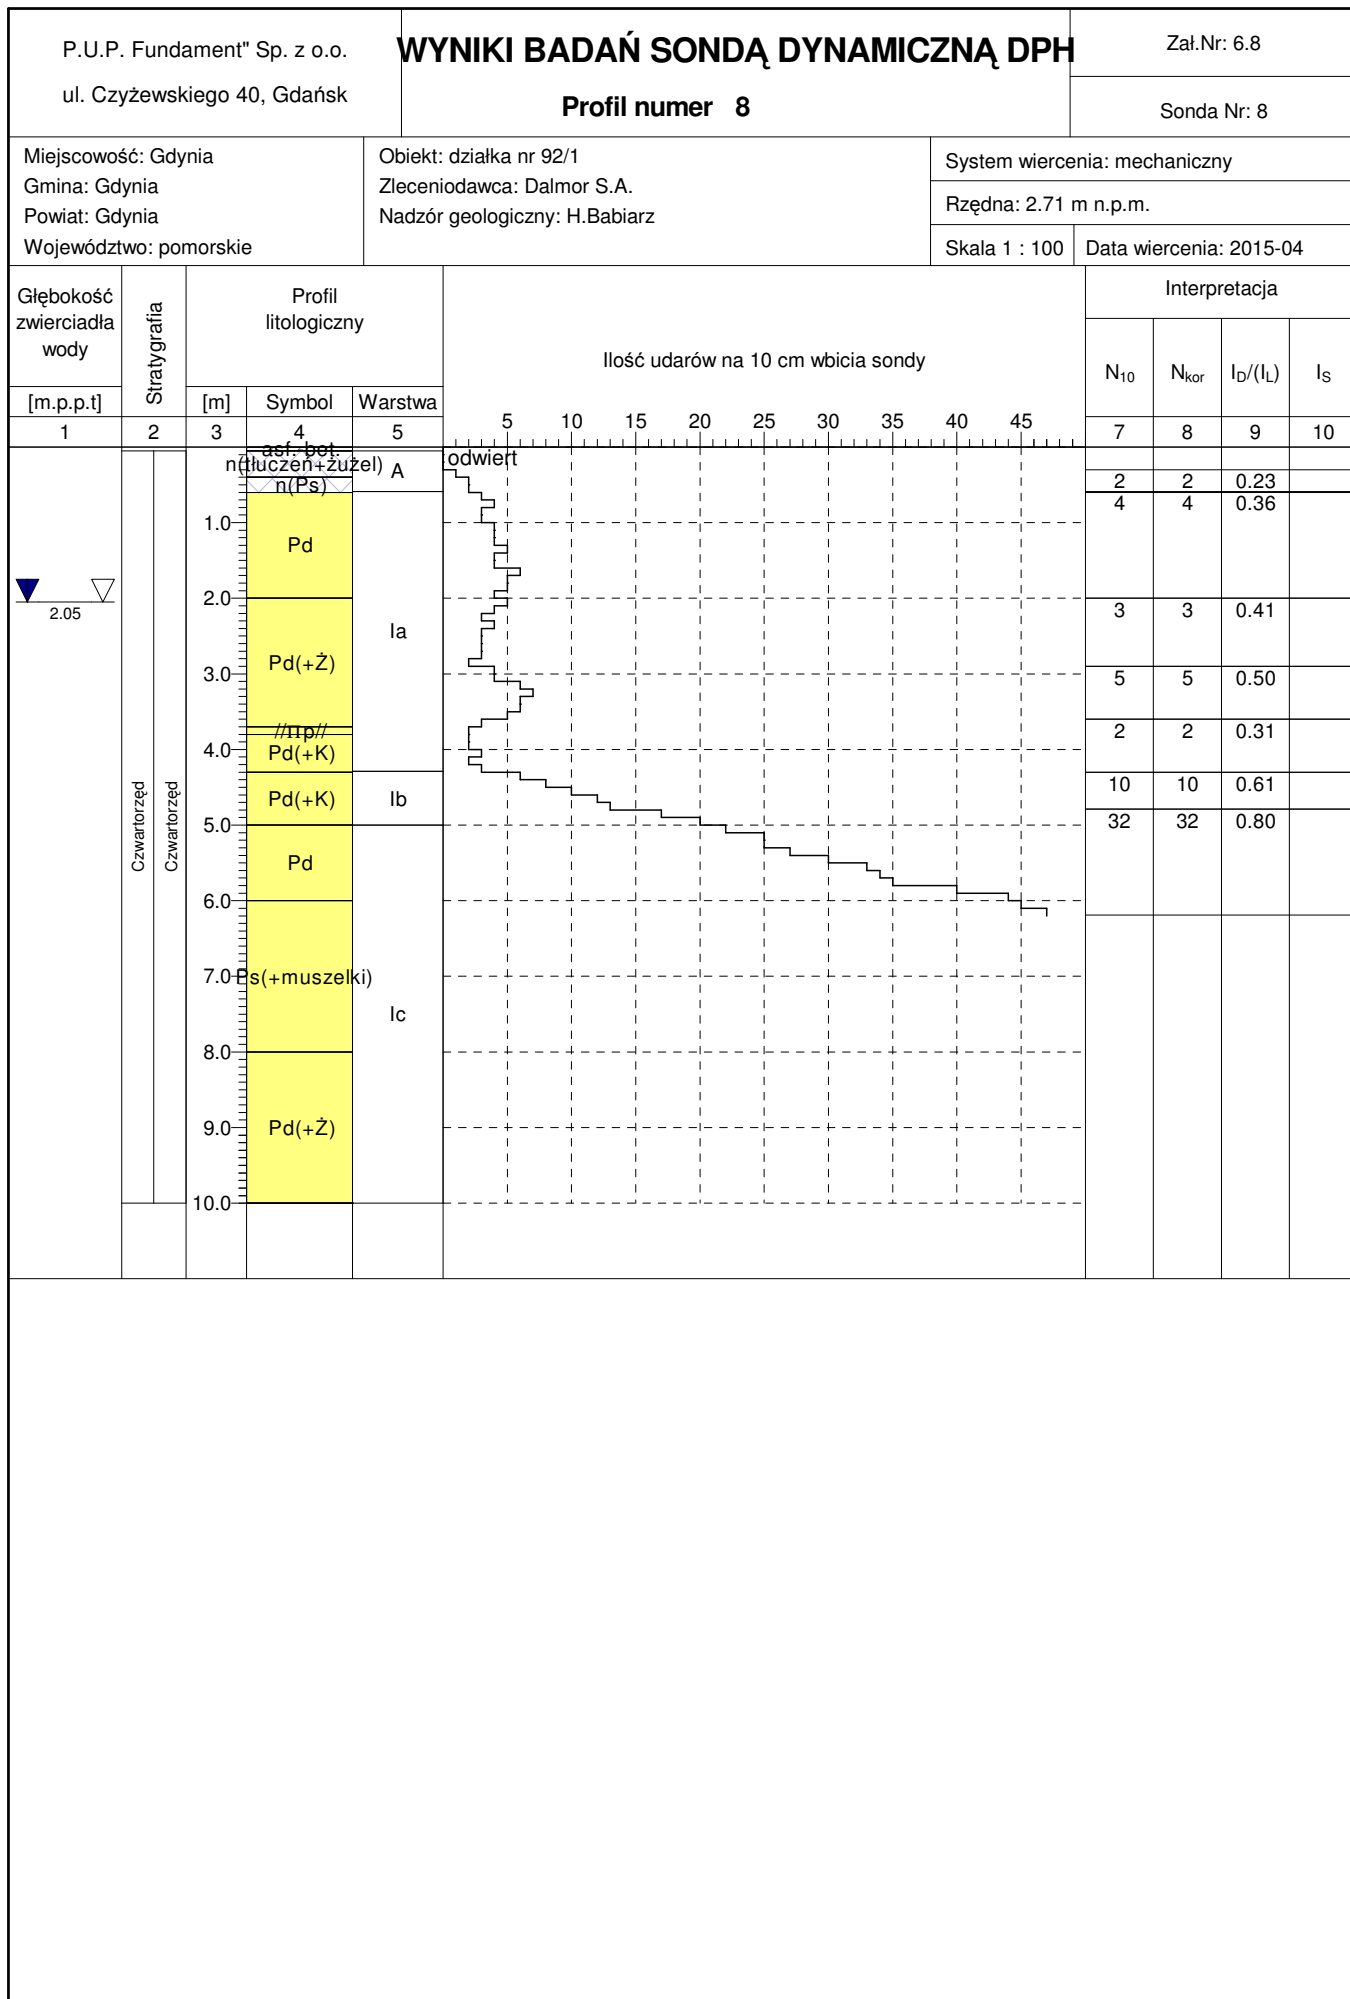 P.U.P. Fundament" Sp. z o.o.
ul. Czyżewskiego 40, Gdańsk
WYNIKI BADAŃ SONDĄ DYNAMICZNĄ DPH
Profil numer 8
Zał.Nr: 6.8
Sonda Nr: 8
Miejscowość: Gdynia
Gmina: Gdynia
Powiat: Gdynia
Województwo: pomorskie
Obiekt: działka nr 92/1
Zleceniodawca: Dalmor S.A.
Nadzór geologiczny: H.Babiarz
System wiercenia: mechaniczny
Rzędna: 2.71 m n.p.m.
Skala 1 : 100
Data wiercenia: 2015-04
Głębokość
zwierciadła
wody
[m.p.p.t]
Stratygrafia
Profil
litologiczny
[m]
Symbol
Warstwa
Ilość udarów na 10 cm wbicia sondy
Interpretacja
N10
Nkor
ID/(IL)
IS
5 10 15 20 25 30 35 40 45
1 2 3 4 5 7 8 9 10
asf. bet.
n(tłuczeń+żużel)
n(Ps)
A
odwiert
2 2 0.23
4 4 0.36
1.0
Pd
2.0
2.05
3 3 0.41
Ia
Pd(+Ż)
3.0
5 5 0.50
//Πp//
2 2 0.31
4.0
Pd(+K)
Czwartorzęd
Czwartorzęd
Pd(+K)
Ib
10 10 0.61
5.0
32 32 0.80
Pd
6.0
7.0
Ps(+muszelki)
Ic
8.0
9.0
Pd(+Ż)
10.0